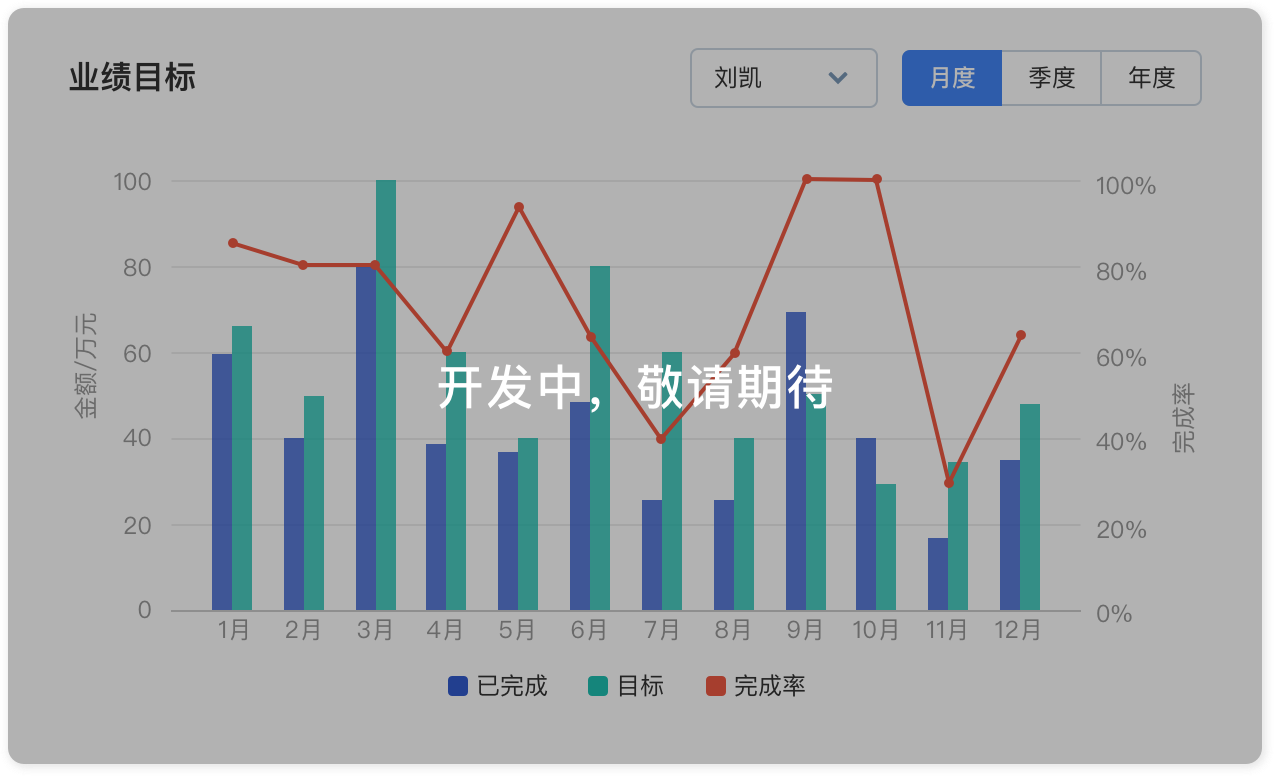 业绩目标
刘凯
月度
季度
年度
100
80
60
40
20
0
金额/万元
100%
80%
60%
40%
20%
0%
完成率
开发中，敬请期待
1月
2月
3月
4月
5月
6月
7月
8月
9月
10月
11月
12月
已完成
目标
完成率